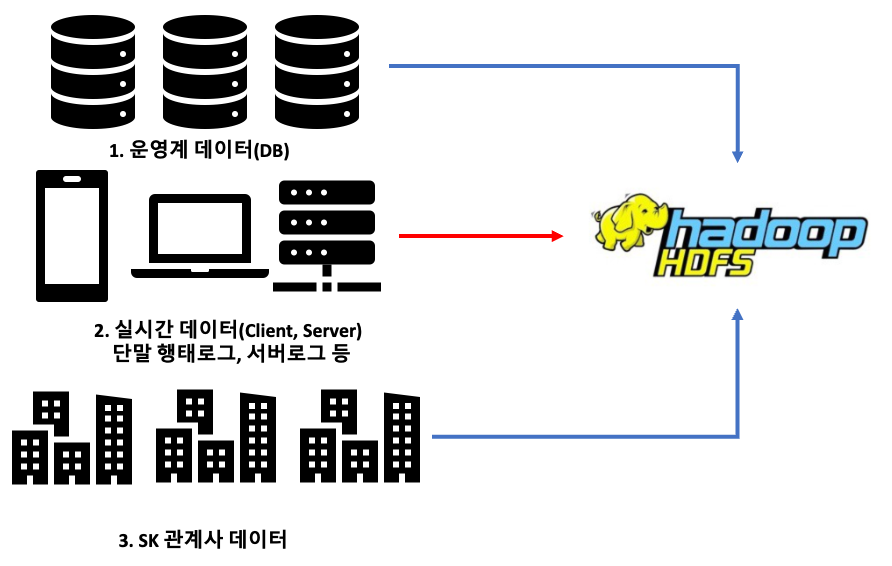 1. 운영계 데이터(DB)
hadoop
HDFS
2. 실시간 데이터(Client, Server)
단말 행태로그, 서버로그 등
3. SK 관계사 데이터